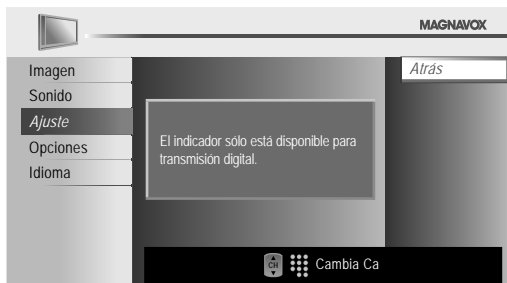 MAGNAVOX
Imagen
Sonido
Ajuste
Opciones
Idioma
El indicador sólo está disponible para
transmisión digital.
Atrás
CH
Cambia Ca